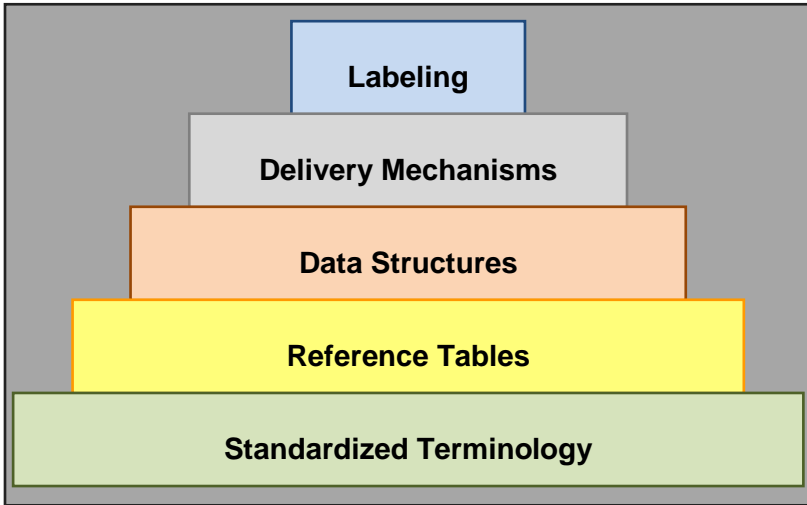 Labeling
Delivery Mechanisms
Data Structures
Reference Tables
Standardized Terminology